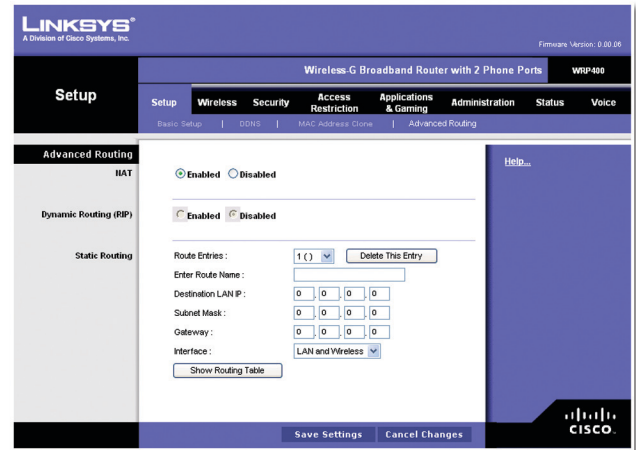 LINKSYS®
A Division of Cisco Systems, Inc.
Firmware Version: 0.00.06
Wireless-G Broadband Router with 2 Phone Ports WRP400
Setup
Setup Wireless Security Access Restriction Applications & Gaming Administration Status Voice
Basic Setup | DDNS | MAC Address Clone | Advanced Routing
Advanced Routing
Help...
NAT Enabled Disabled
Dynamic Routing (RIP) Enabled Disabled
Static Routing Route Entries : 1 ( ) Delete This Entry
Enter Route Name :
Destination LAN IP : 0 . 0 . 0 . 0
Subnet Mask : 0 . 0 . 0 . 0
Gateway : 0 . 0 . 0 . 0
Interface : LAN and Wireless
Show Routing Table
Save Settings Cancel Changes
CISCO.